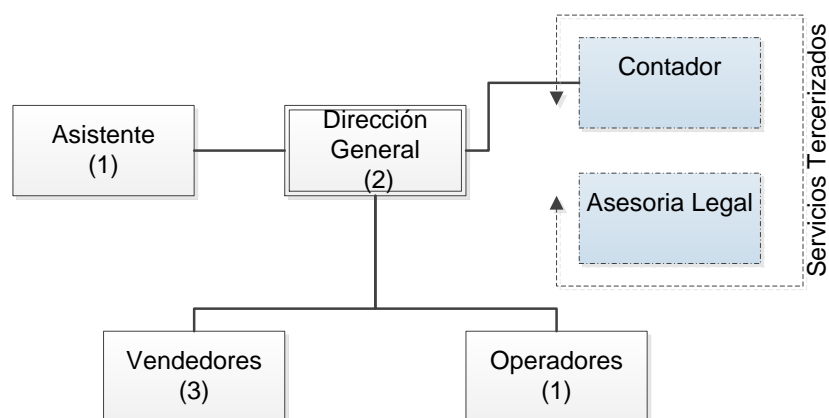 Contador
Asistente
(1)
Dirección
General
(2)
Asesoria Legal
Servicios Tercerizados
Vendedores
(3)
Operadores
(1)